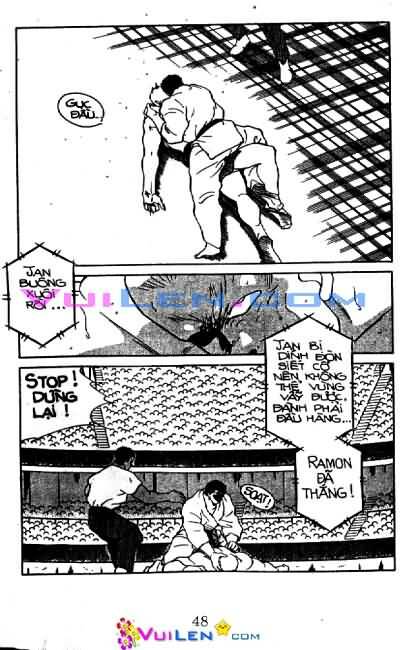 GỤC
ĐẦU...
JAN
BUÔNG
XUÔI
RỒI...
VUILEN.COM
JAN BỊ
DÍNH ĐÒN
SIẾT CỔ
NÊN KHÔNG
THỂ VÙNG
VẪY ĐƯỢC,
ĐÀNH PHẢI
ĐẦU HÀNG...
STOP!
DỪNG
LẠI!
RAMON
ĐÃ
THẮNG!
SOẠT!
48
VUILEN.COM